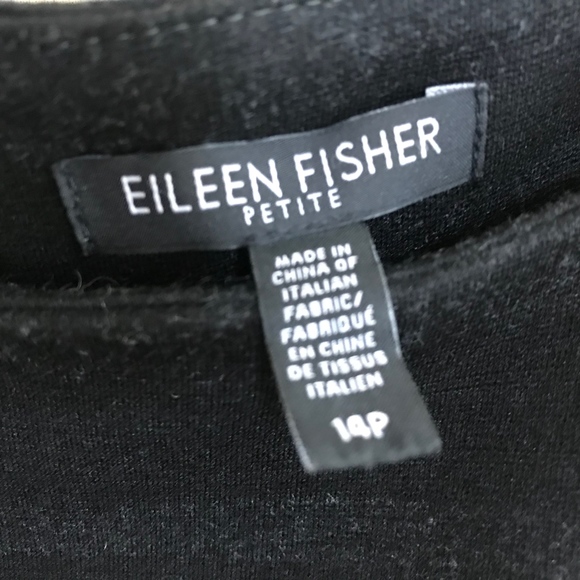 EILEEN FISHER
PETITE
MADE IN
CHINA OF
ITALIAN
FABRIC/
FABRIQUÉ
EN CHINE
DE TISSUS
ITALIEN
14P